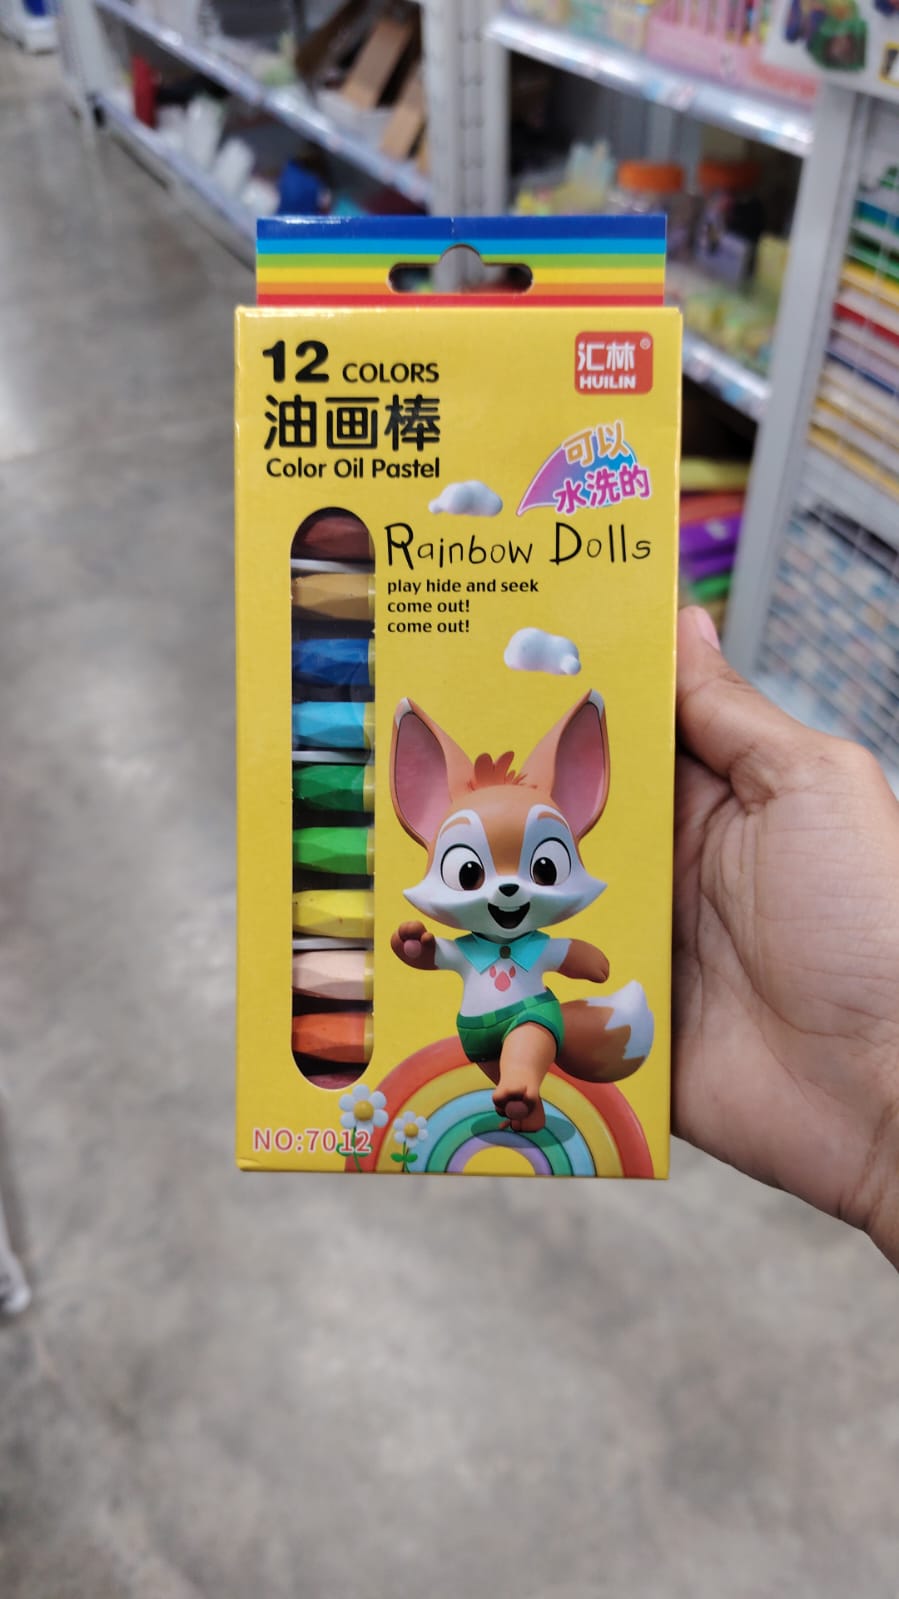 12 COLORS
油画棒
Color Oil Pastel
汇林®
HUILIN
可以
水洗的
Rainbow Dolls
play hide and seek
come out!
come out!
NO:7012